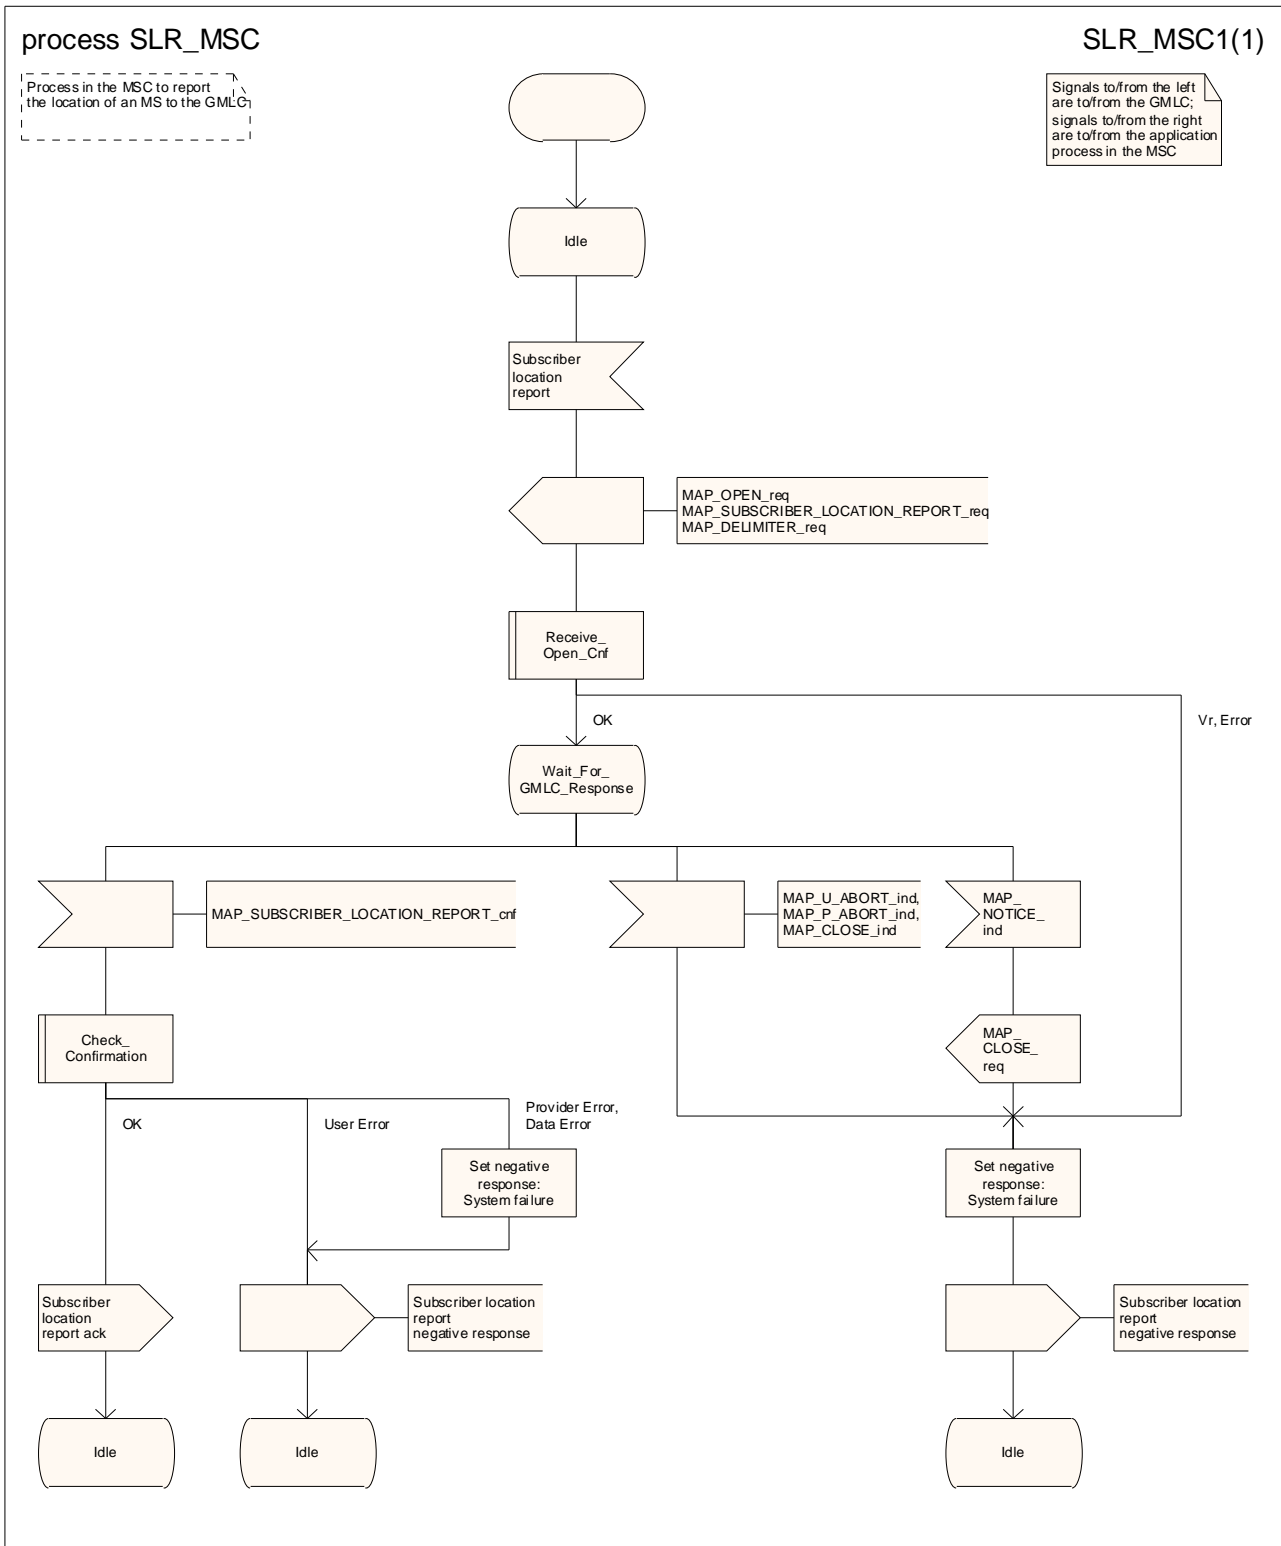 process SLR_MSC
SLR_MSC1(1)
Process in the MSC to report
the location of an MS to the GMLC
Signals to/from the left
are to/from the GMLC;
signals to/from the right
are to/from the application
process in the MSC
Idle
Subscriber
location
report
MAP_OPEN_req
MAP_SUBSCRIBER_LOCATION_REPORT_req
MAP_DELIMITER_req
Receive_
Open_Cnf
OK
Vr, Error
Wait_For_
GMLC_Response
MAP_SUBSCRIBER_LOCATION_REPORT_cnf
MAP_U_ABORT_ind,
MAP_P_ABORT_ind,
MAP_CLOSE_ind
MAP_
NOTICE_
ind
Check_
Confirmation
MAP_
CLOSE_
req
OK
User Error
Provider Error,
Data Error
Set negative
response:
System failure
Set negative
response:
System failure
Subscriber
location
report ack
Subscriber location
report
negative response
Subscriber location
report
negative response
Idle
Idle
Idle